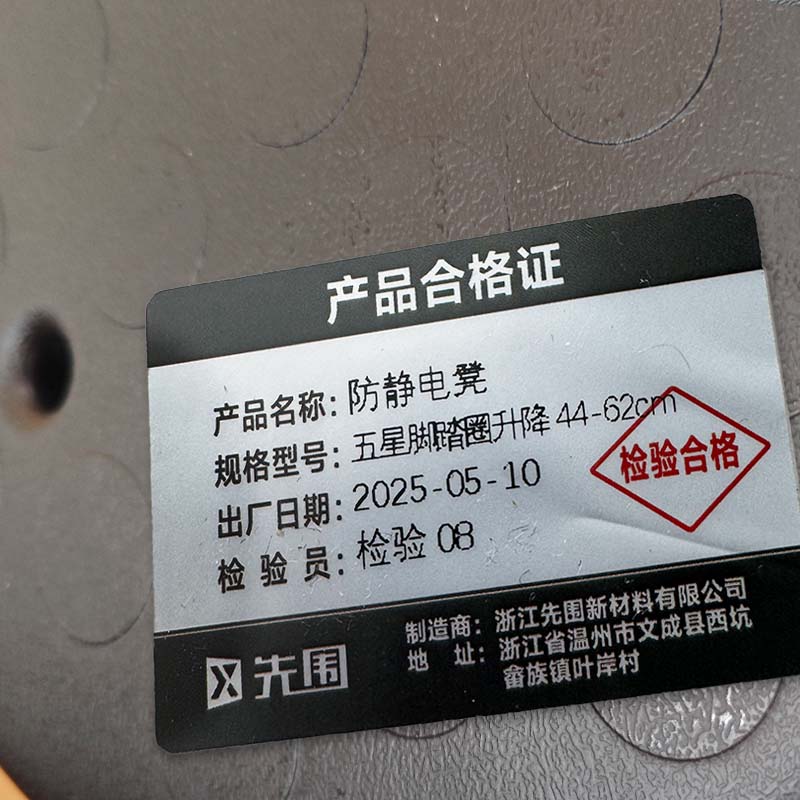 产品合格证
产品名称：防静电凳
规格型号：五星脚踏圈升降 44-62cm
出厂日期：2025-05-10
检验员：检验 08
检验合格
先围
制造商：浙江先围新材料有限公司
地址：浙江省温州市文成县西坑
畲族镇叶岸村